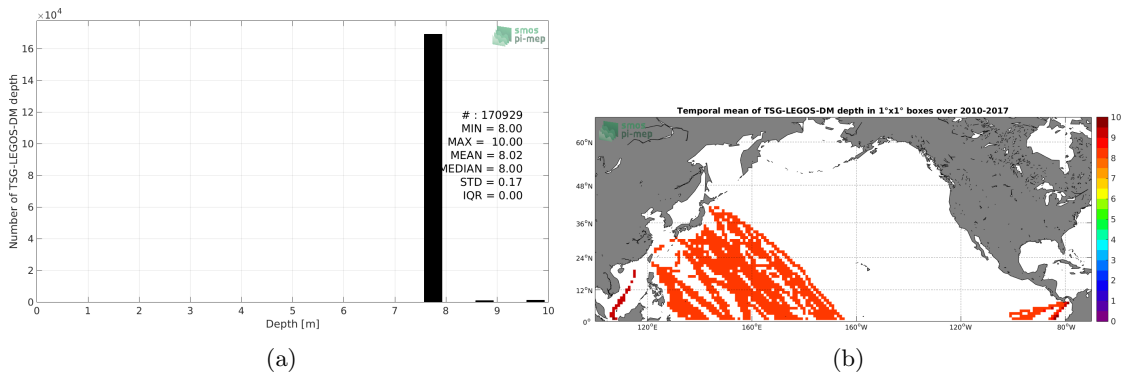 ×10⁴
16
14
12
10
8
6
4
2
0
Number of TSG-LEGOS-DM depth
smos
pi-mep
# : 170929
MIN = 8.00
MAX = 10.00
MEAN = 8.02
MEDIAN = 8.00
STD = 0.17
IQR = 0.00
0 1 2 3 4 5 6 7 8 9 10
Depth [m]
(a)
Temporal mean of TSG-LEGOS-DM depth in 1°x1° boxes over 2010-2017
smos
pi-mep
60°N
48°N
36°N
24°N
12°N
0°
120°E 160°E 160°W 120°W 80°W
10
9
8
7
6
5
4
3
2
1
0
(b)